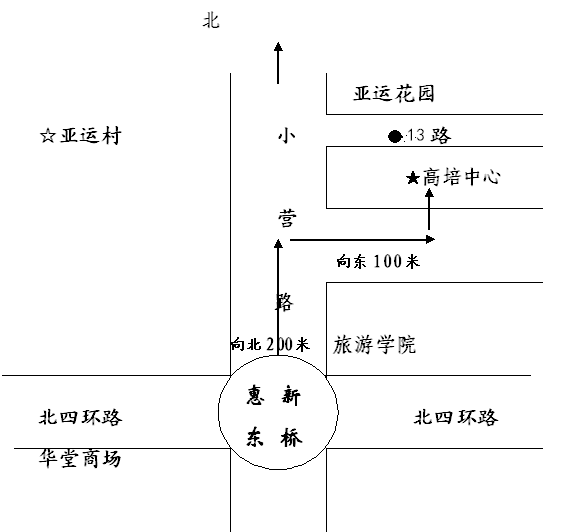 北
亚运花园
☆亚运村
小
●13路
★高培中心
营
向东100米
路
向北200米
旅游学院
惠新
东桥
北四环路
北四环路
华堂商场